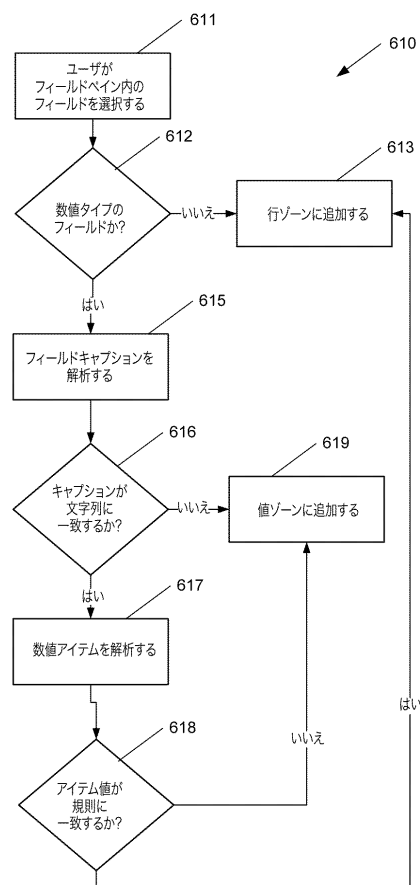 611
610
ユーザが
フィールドペイン内の
フィールドを選択する
612
613
数値タイプの
フィールドか?
いいえ
行ゾーンに追加する
はい
615
フィールドキャプションを
解析する
616
619
キャプションが
文字列に
一致するか?
いいえ
値ゾーンに追加する
はい
617
数値アイテムを解析する
はい
618
いいえ
アイテム値が
規則に
一致するか?